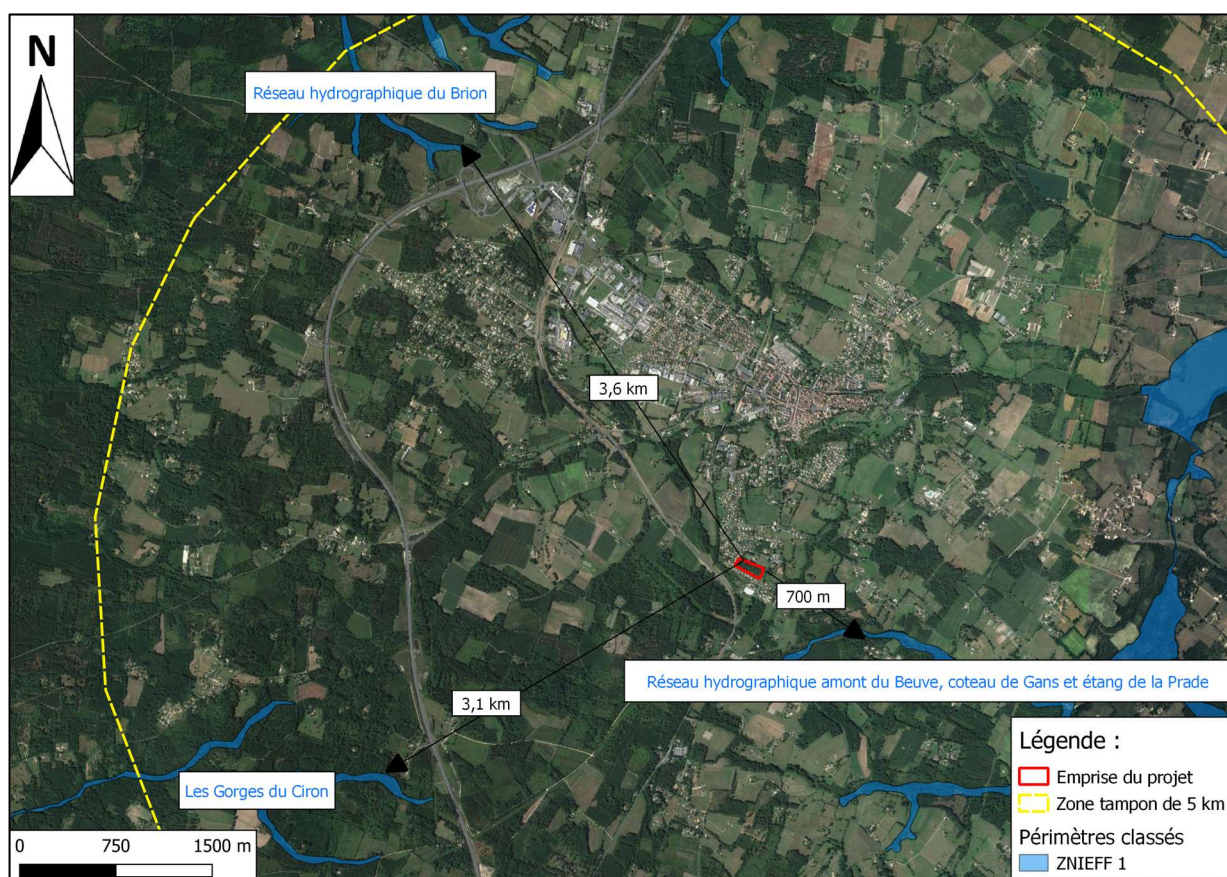 N
Réseau hydrographique du Brion
3,6 km
700 m
Réseau hydrographique amont du Beuve, coteau de Gans et étang de la Prade
3,1 km
Les Gorges du Ciron
0 750 1500 m
Légende :
Emprise du projet
Zone tampon de 5 km
Périmètres classés
ZNIEFF 1